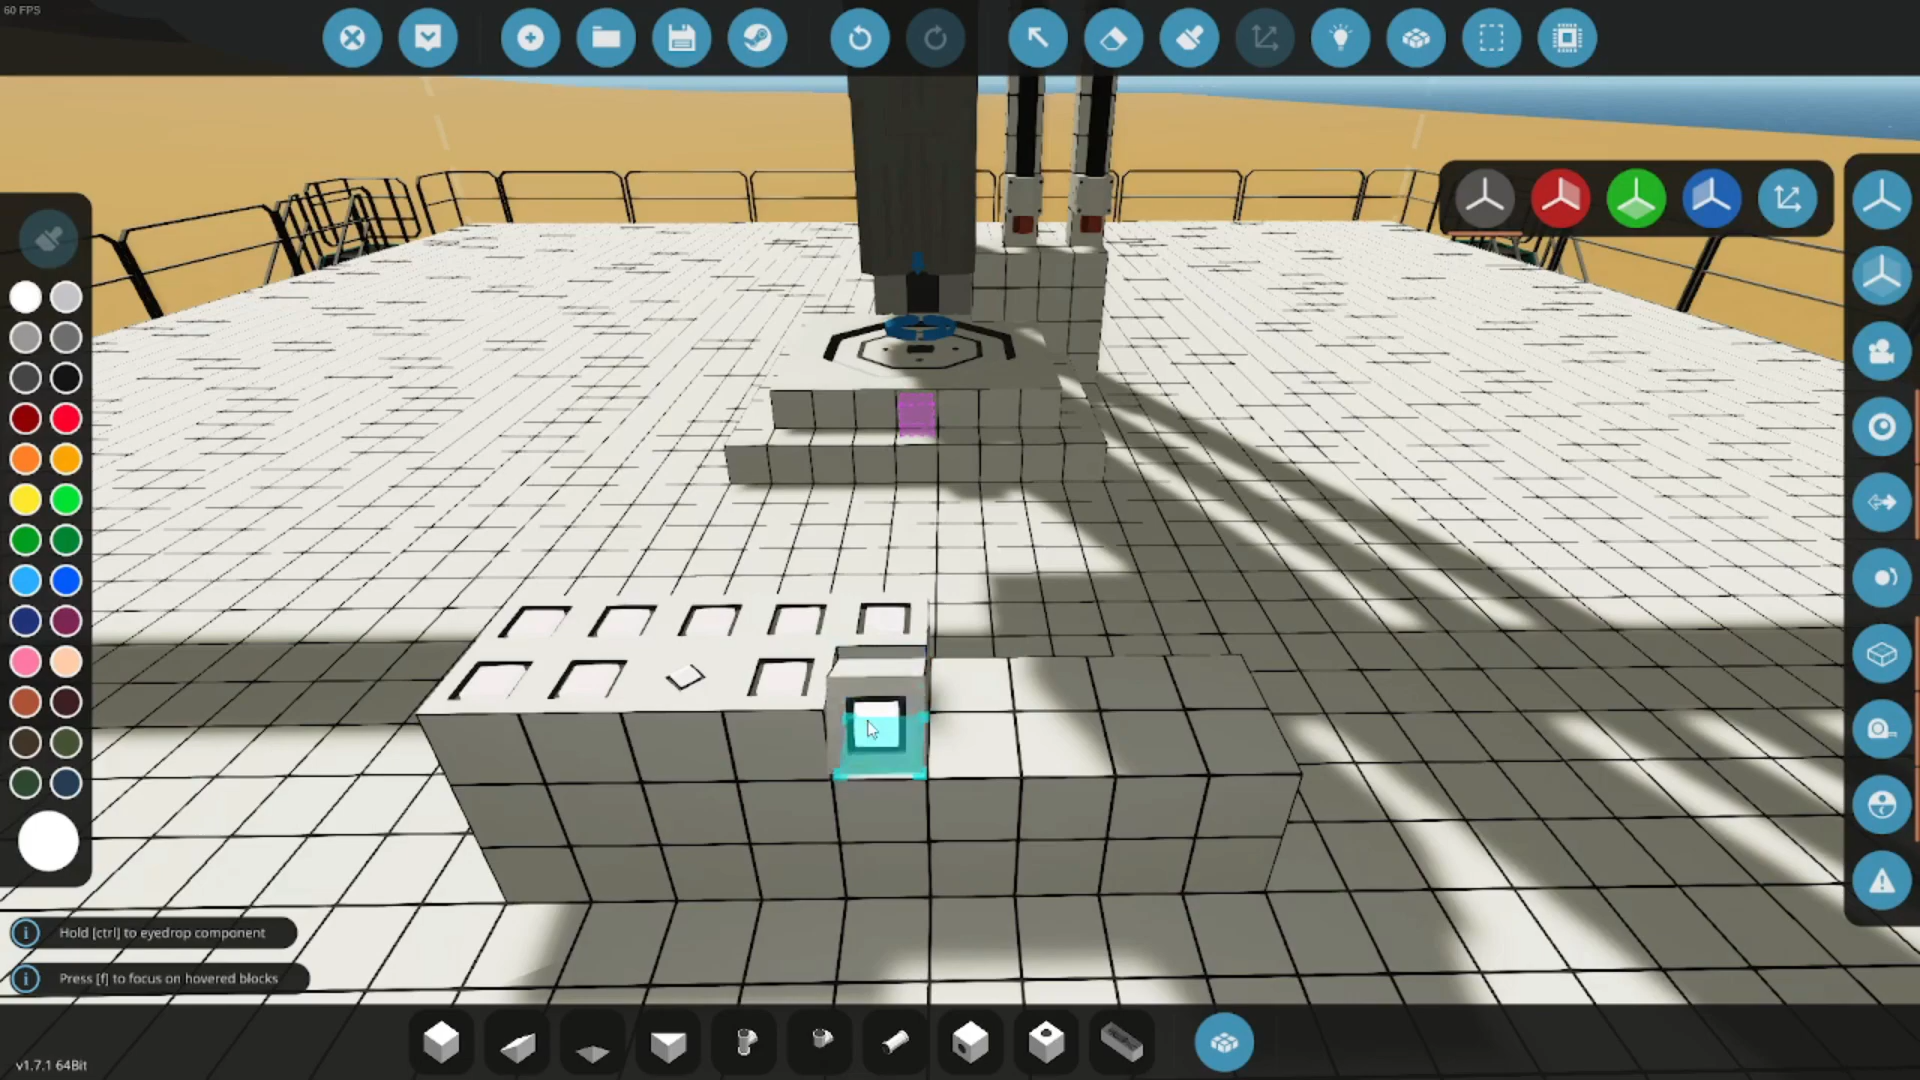 60 FPS
Hold [ctrl] to eyedrop component
Press [f] to focus on hovered blocks
v1.7.1 64Bit